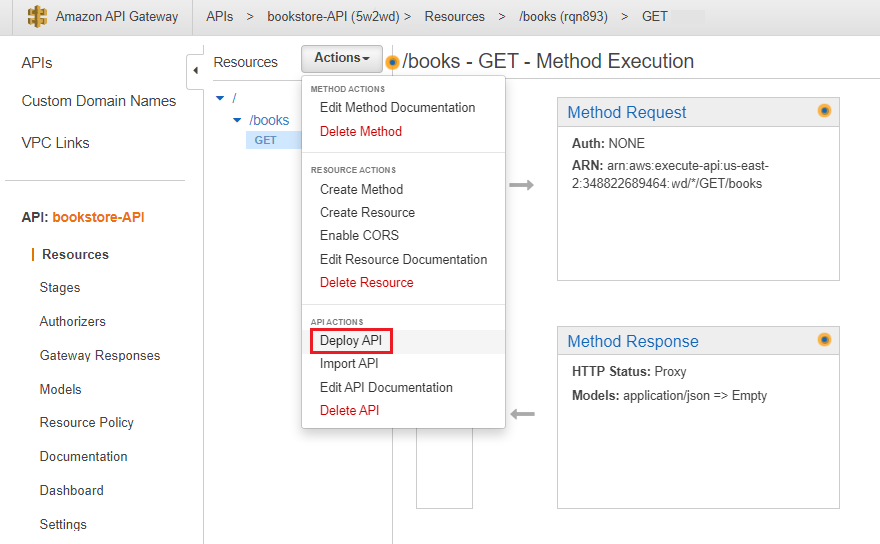 Amazon API Gateway
APIs > bookstore-API (5w2wd) > Resources > /books (rqn893) > GET
APIs
Custom Domain Names
VPC Links
API: bookstore-API
Resources
Stages
Authorizers
Gateway Responses
Models
Resource Policy
Documentation
Dashboard
Settings
Resources
Actions
/
/books
GET
METHOD ACTIONS
Edit Method Documentation
Delete Method
RESOURCE ACTIONS
Create Method
Create Resource
Enable CORS
Edit Resource Documentation
Delete Resource
API ACTIONS
Deploy API
Import API
Edit API Documentation
Delete API
/books - GET - Method Execution
Method Request
Auth: NONE
ARN: arn:aws:execute-api:us-east-
2:348822689464:wd/*/GET/books
Method Response
HTTP Status: Proxy
Models: application/json => Empty